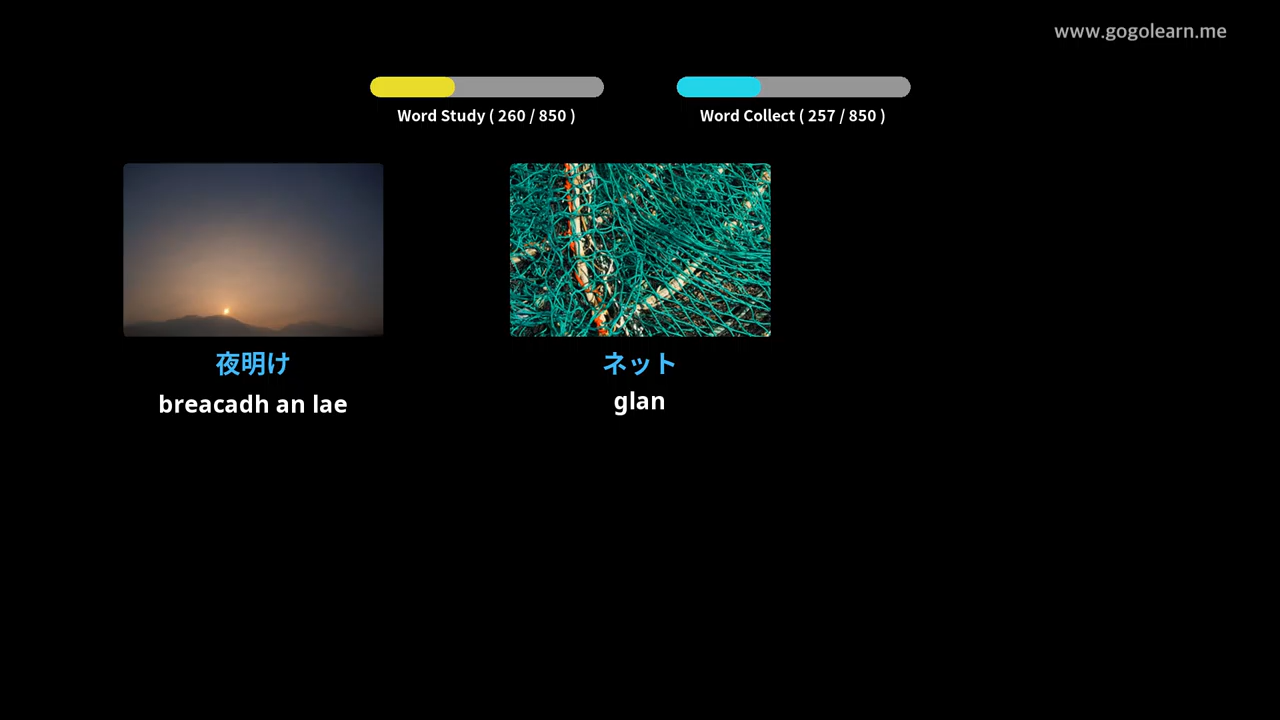 www.gogolearn.me
Word Study ( 260 / 850 )
Word Collect ( 257 / 850 )
夜明け
ネット
breacadh an lae
glan